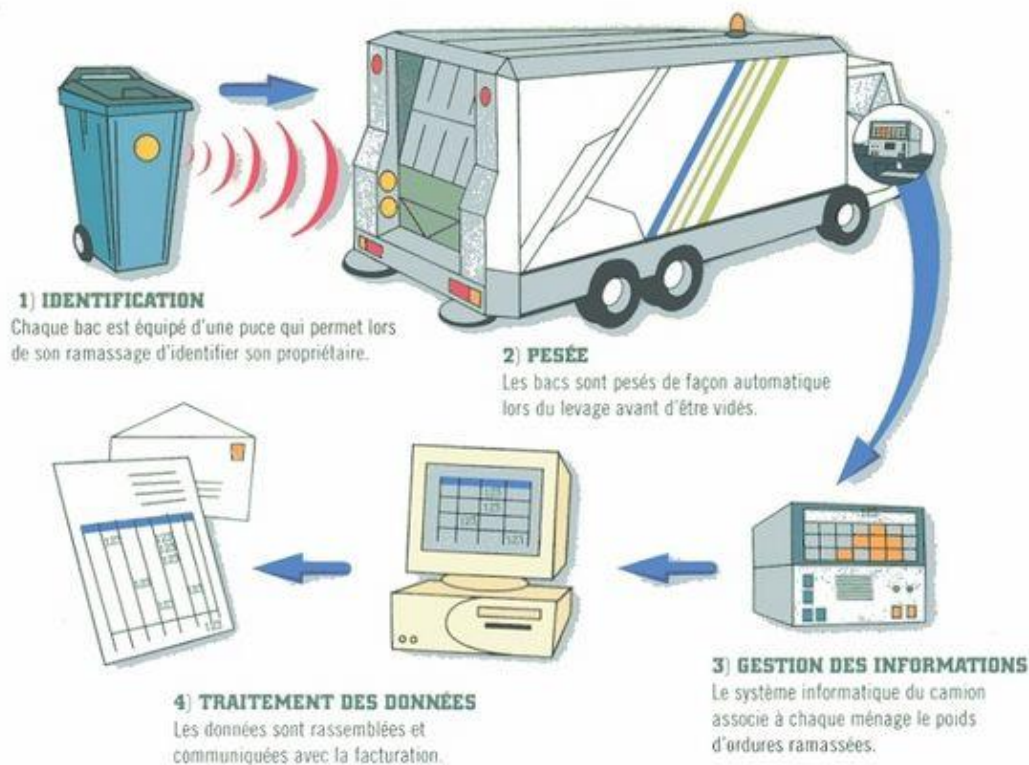 1) IDENTIFICATION
Chaque bac est équipé d'une puce qui permet lors
de son ramassage d'identifier son propriétaire.
2) PESÉE
Les bacs sont pesés de façon automatique
lors du levage avant d'être vidés.
3) GESTION DES INFORMATIONS
Le système informatique du camion
associe à chaque ménage le poids
d'ordures ramassées.
4) TRAITEMENT DES DONNÉES
Les données sont rassemblées et
communiquées avec la facturation.